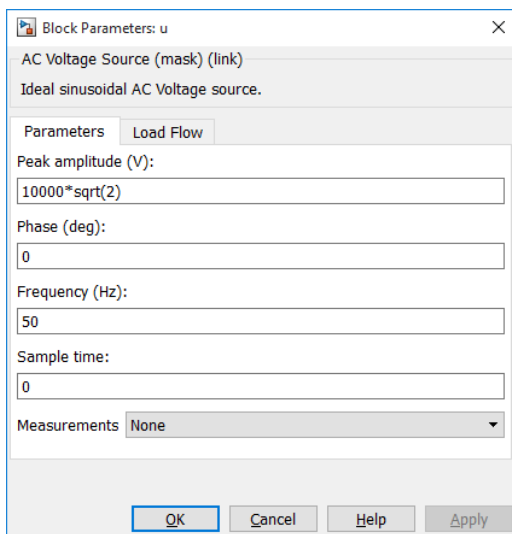 Block Parameters: u
AC Voltage Source (mask) (link)
Ideal sinusoidal AC Voltage source.
Parameters Load Flow
Peak amplitude (V):
10000*sqrt(2)
Phase (deg):
0
Frequency (Hz):
50
Sample time:
0
Measurements None
OK Cancel Help Apply